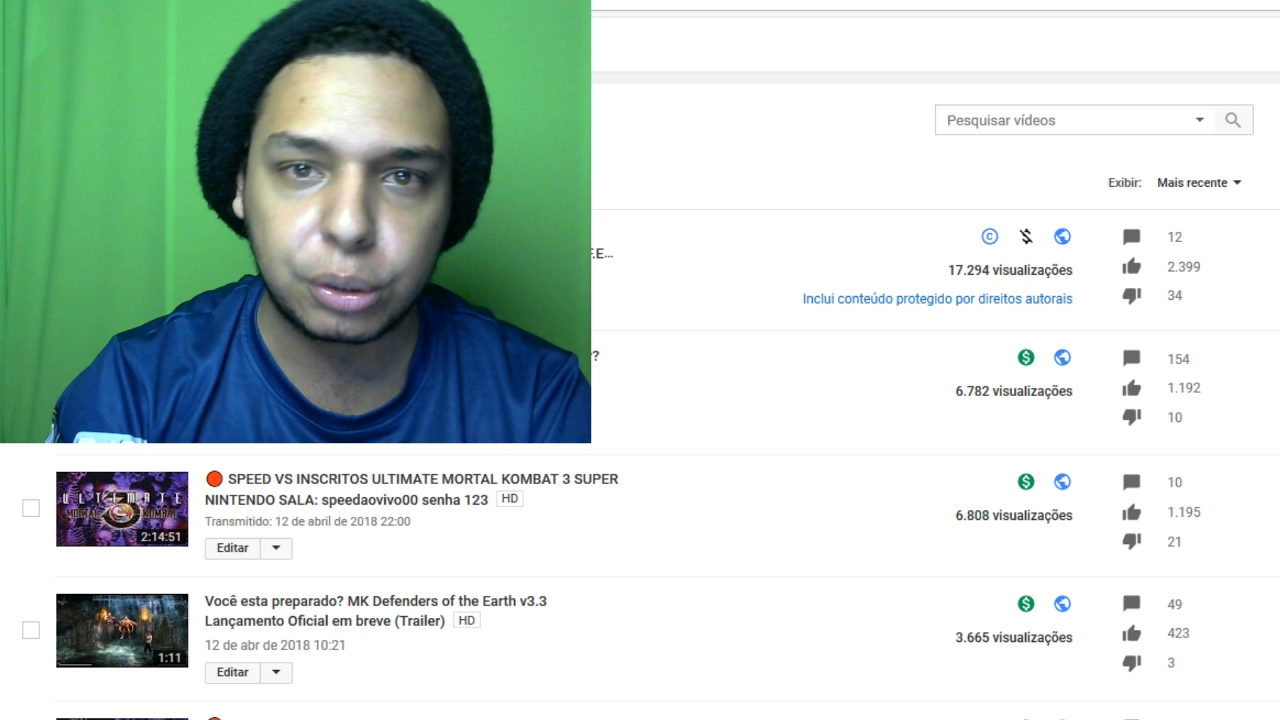 Pesquisar vídeos
Exibir: Mais recente
12
F.E...
17.294 visualizações
2.399
Inclui conteúdo protegido por direitos autorais
34
?
154
6.782 visualizações
1.192
10
SPEED VS INSCRITOS ULTIMATE MORTAL KOMBAT 3 SUPER
NINTENDO SALA: speedaovivo00 senha 123 HD
Transmitido: 12 de abril de 2018 22:00
Editar
ULTIMATE
MORTAL KOMBAT
2:14:51
10
6.808 visualizações
1.195
21
Você esta preparado? MK Defenders of the Earth v3.3
Lançamento Oficial em breve (Trailer) HD
12 de abr de 2018 10:21
Editar
1:11
49
3.665 visualizações
423
3